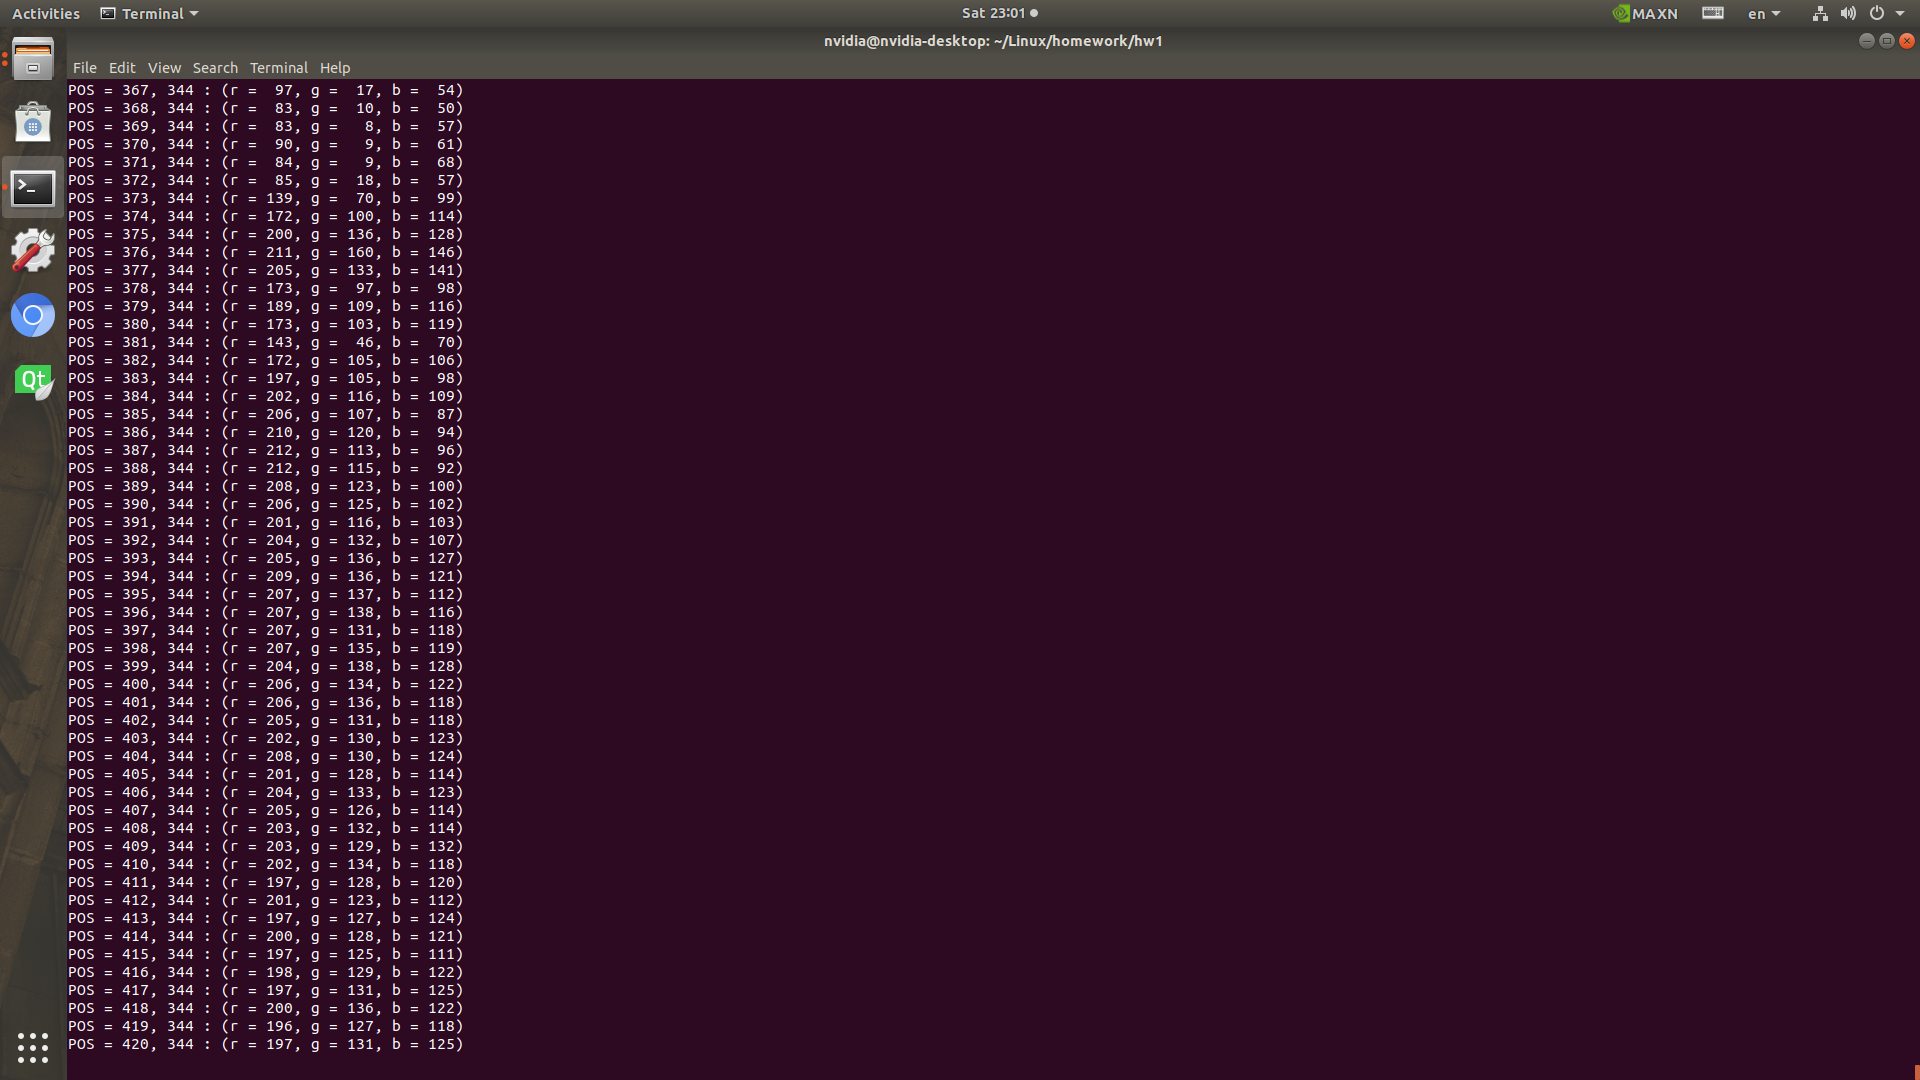 Activities Terminal Sat 23:01 MAXN en
nvidia@nvidia-desktop: ~/Linux/homework/hw1
File Edit View Search Terminal Help
POS = 367, 344 : (r =  97, g =  17, b =  54)
POS = 368, 344 : (r =  83, g =  10, b =  50)
POS = 369, 344 : (r =  83, g =   8, b =  57)
POS = 370, 344 : (r =  90, g =   9, b =  61)
POS = 371, 344 : (r =  84, g =   9, b =  68)
POS = 372, 344 : (r =  85, g =  18, b =  57)
POS = 373, 344 : (r = 139, g =  70, b =  99)
POS = 374, 344 : (r = 172, g = 100, b = 114)
POS = 375, 344 : (r = 200, g = 136, b = 128)
POS = 376, 344 : (r = 211, g = 160, b = 146)
POS = 377, 344 : (r = 205, g = 133, b = 141)
POS = 378, 344 : (r = 173, g =  97, b =  98)
POS = 379, 344 : (r = 189, g = 109, b = 116)
POS = 380, 344 : (r = 173, g = 103, b = 119)
POS = 381, 344 : (r = 143, g =  46, b =  70)
POS = 382, 344 : (r = 172, g = 105, b = 106)
POS = 383, 344 : (r = 197, g = 105, b =  98)
POS = 384, 344 : (r = 202, g = 116, b = 109)
POS = 385, 344 : (r = 206, g = 107, b =  87)
POS = 386, 344 : (r = 210, g = 120, b =  94)
POS = 387, 344 : (r = 212, g = 113, b =  96)
POS = 388, 344 : (r = 212, g = 115, b =  92)
POS = 389, 344 : (r = 208, g = 123, b = 100)
POS = 390, 344 : (r = 206, g = 125, b = 102)
POS = 391, 344 : (r = 201, g = 116, b = 103)
POS = 392, 344 : (r = 204, g = 132, b = 107)
POS = 393, 344 : (r = 205, g = 136, b = 127)
POS = 394, 344 : (r = 209, g = 136, b = 121)
POS = 395, 344 : (r = 207, g = 137, b = 112)
POS = 396, 344 : (r = 207, g = 138, b = 116)
POS = 397, 344 : (r = 207, g = 131, b = 118)
POS = 398, 344 : (r = 207, g = 135, b = 119)
POS = 399, 344 : (r = 204, g = 138, b = 128)
POS = 400, 344 : (r = 206, g = 134, b = 122)
POS = 401, 344 : (r = 206, g = 136, b = 118)
POS = 402, 344 : (r = 205, g = 131, b = 118)
POS = 403, 344 : (r = 202, g = 130, b = 123)
POS = 404, 344 : (r = 208, g = 130, b = 124)
POS = 405, 344 : (r = 201, g = 128, b = 114)
POS = 406, 344 : (r = 204, g = 133, b = 123)
POS = 407, 344 : (r = 205, g = 126, b = 114)
POS = 408, 344 : (r = 203, g = 132, b = 114)
POS = 409, 344 : (r = 203, g = 129, b = 132)
POS = 410, 344 : (r = 202, g = 134, b = 118)
POS = 411, 344 : (r = 197, g = 128, b = 120)
POS = 412, 344 : (r = 201, g = 123, b = 112)
POS = 413, 344 : (r = 197, g = 127, b = 124)
POS = 414, 344 : (r = 200, g = 128, b = 121)
POS = 415, 344 : (r = 197, g = 125, b = 111)
POS = 416, 344 : (r = 198, g = 129, b = 122)
POS = 417, 344 : (r = 197, g = 131, b = 125)
POS = 418, 344 : (r = 200, g = 136, b = 122)
POS = 419, 344 : (r = 196, g = 127, b = 118)
POS = 420, 344 : (r = 197, g = 131, b = 125)
Qt